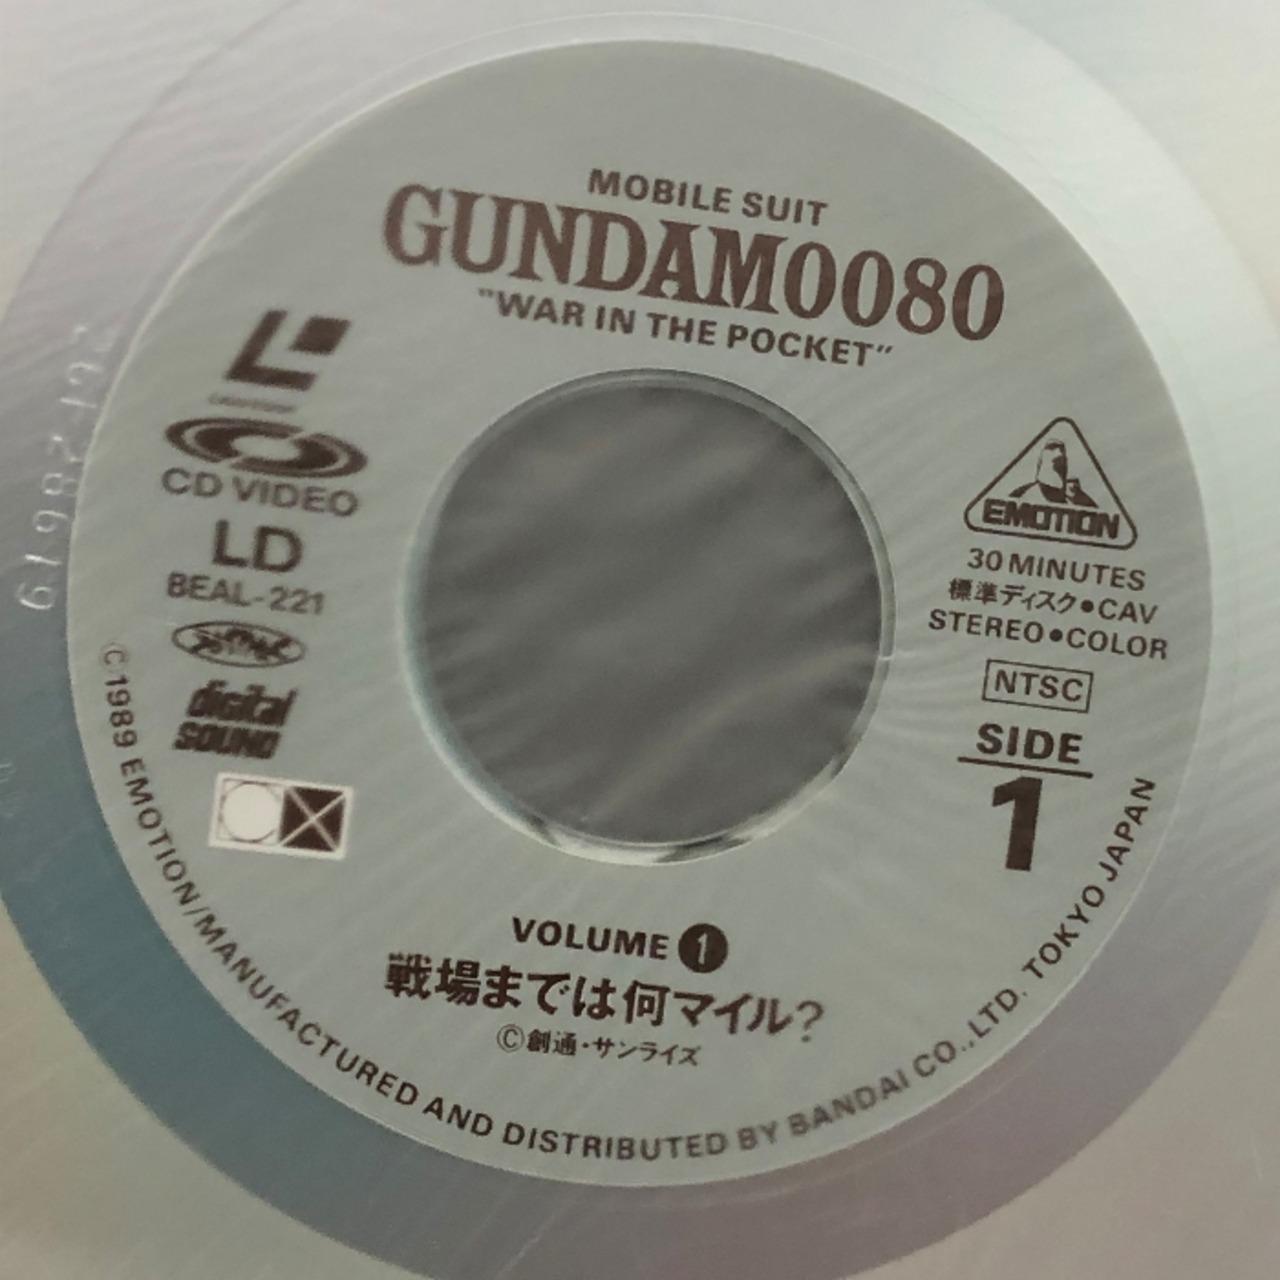 MOBILE SUIT
GUNDAM0080
"WAR IN THE POCKET"
CD VIDEO
LD
BEAL-221
digital
SOUND
EMOTION
30 MINUTES
標準ディスク•CAV
STEREO•COLOR
NTSC
SIDE
1
VOLUME 1
戦場までは何マイル?
©創通・サンライズ
©1989 EMOTION/MANUFACTURED AND DISTRIBUTED BY BANDAI CO.,LTD. TOKYO JAPAN